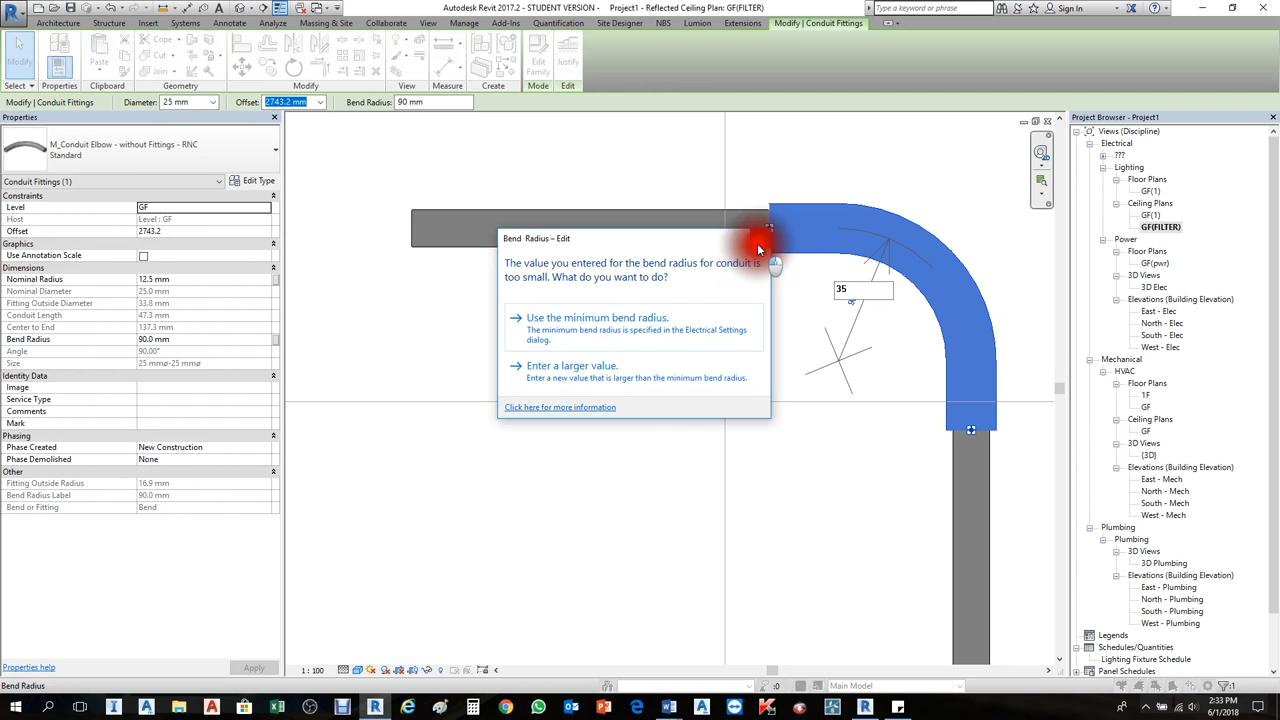 Autodesk Revit 2017.2 - STUDENT VERSION - Project1 - Reflected Ceiling Plan: GF(FILTER)
Type a keyword or phrase
Sign In
Architecture Structure Insert Systems Annotate Analyze Massing & Site Collaborate View Manage Add-Ins Quantification Site Designer Naviate Simple BIM Lumion Extensions Modify | Conduit Fittings
Modify
Paste
Cope
Cut
Join
Edit
Family
Select Properties Clipboard Geometry Modify View Measure Create Mode Edit
Modify | Conduit Fittings Diameter: 25 mm Offset: 2743.2 mm Bend Radius: 90 mm
Properties
M_Conduit Elbow - without Fittings - RNC
Standard
Conduit Fittings (1) Edit Type
Constraints
Level GF
Host Level : GF
Offset 2743.2
Graphics
Use Annotation Scale
Dimensions
Nominal Radius 12.5 mm
Nominal Diameter 25.0 mm
Fitting Outside Diameter 33.8 mm
Conduit Length 47.3 mm
Center to End 137.3 mm
Bend Radius 90.0 mm
Angle 90.00°
Size 25 mmø-25 mmø
Identity Data
Image
Service Type
Comments
Mark
Phasing
Phase Created New Construction
Phase Demolished None
Other
Fitting Outside Radius 16.9 mm
Bend Radius Label 90.0 mm
Bend or Fitting Bend
Properties help Apply
Bend Radius – Edit
The value you entered for the bend radius for conduit is
too small. What do you want to do?
Use the minimum bend radius.
The minimum bend radius is specified in the Electrical Settings
dialog.
Enter a larger value.
Enter a new value that is larger than the minimum bend radius.
Click here for more information
35
1 : 100
Project Browser - Project1
Views (Discipline)
Electrical
???
Lighting
Floor Plans
GF(1)
Ceiling Plans
GF(1)
GF(FILTER)
Power
Floor Plans
GF(pwr)
3D Views
3D Elec
Elevations (Building Elevation)
East - Elec
North - Elec
South - Elec
West - Elec
Mechanical
HVAC
Floor Plans
1F
GF
Ceiling Plans
GF
3D Views
{3D}
Elevations (Building Elevation)
East - Mech
North - Mech
South - Mech
West - Mech
Plumbing
Plumbing
3D Views
3D Plumbing
Elevations (Building Elevation)
East - Plumbing
North - Plumbing
South - Plumbing
West - Plumbing
Legends
Schedules/Quantities
Lighting Fixture Schedule
Panel Schedules
Bend Radius
:0 Main Model :1
2:33 PM
6/1/2018